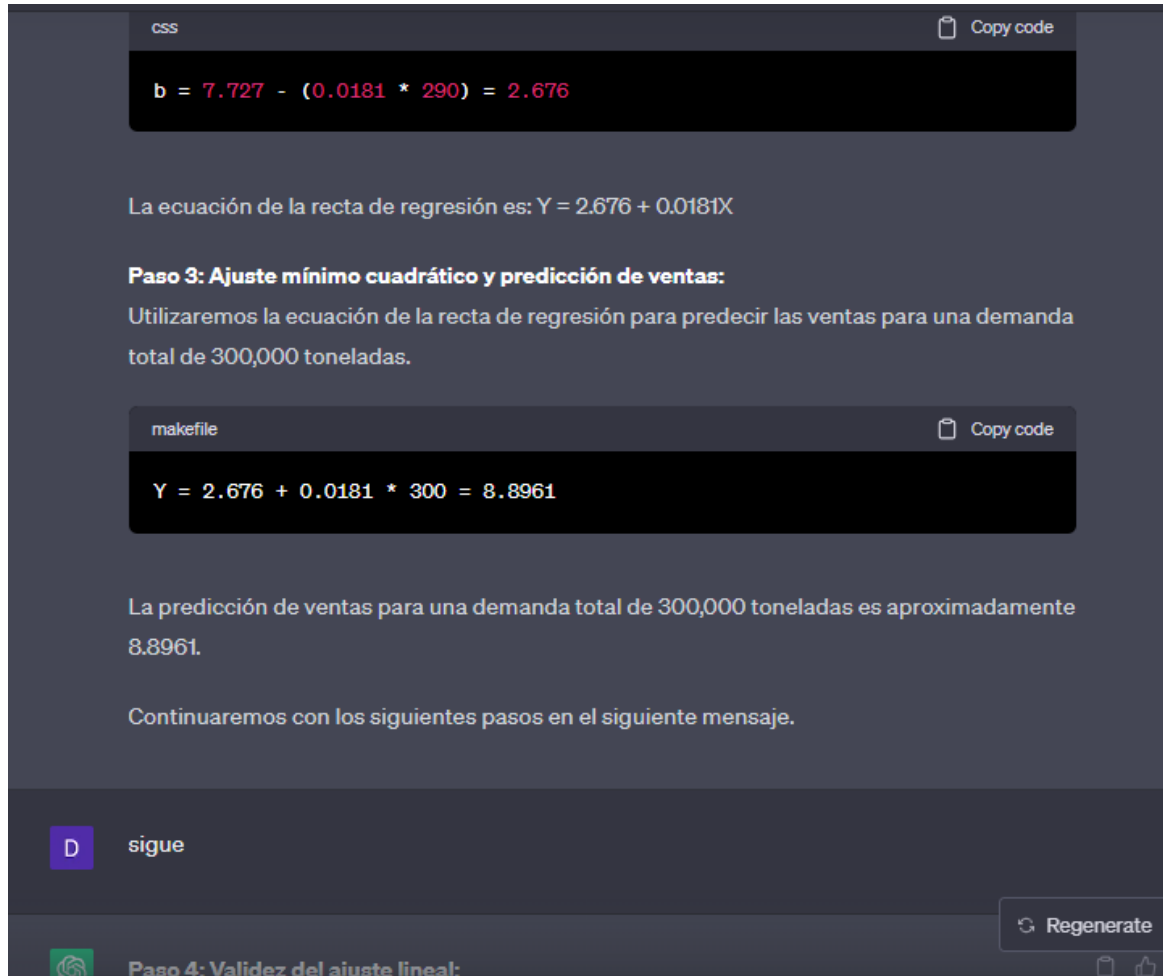 css
Copy code
b = 7.727 - (0.0181 * 290) = 2.676
La ecuación de la recta de regresión es: Y = 2.676 + 0.0181X
Paso 3: Ajuste mínimo cuadrático y predicción de ventas:
Utilizaremos la ecuación de la recta de regresión para predecir las ventas para una demanda
total de 300,000 toneladas.
makefile
Copy code
Y = 2.676 + 0.0181 * 300 = 8.8961
La predicción de ventas para una demanda total de 300,000 toneladas es aproximadamente
8.8961.
Continuaremos con los siguientes pasos en el siguiente mensaje.
D
sigue
Regenerate
Paso 4: Validez del ajuste lineal: